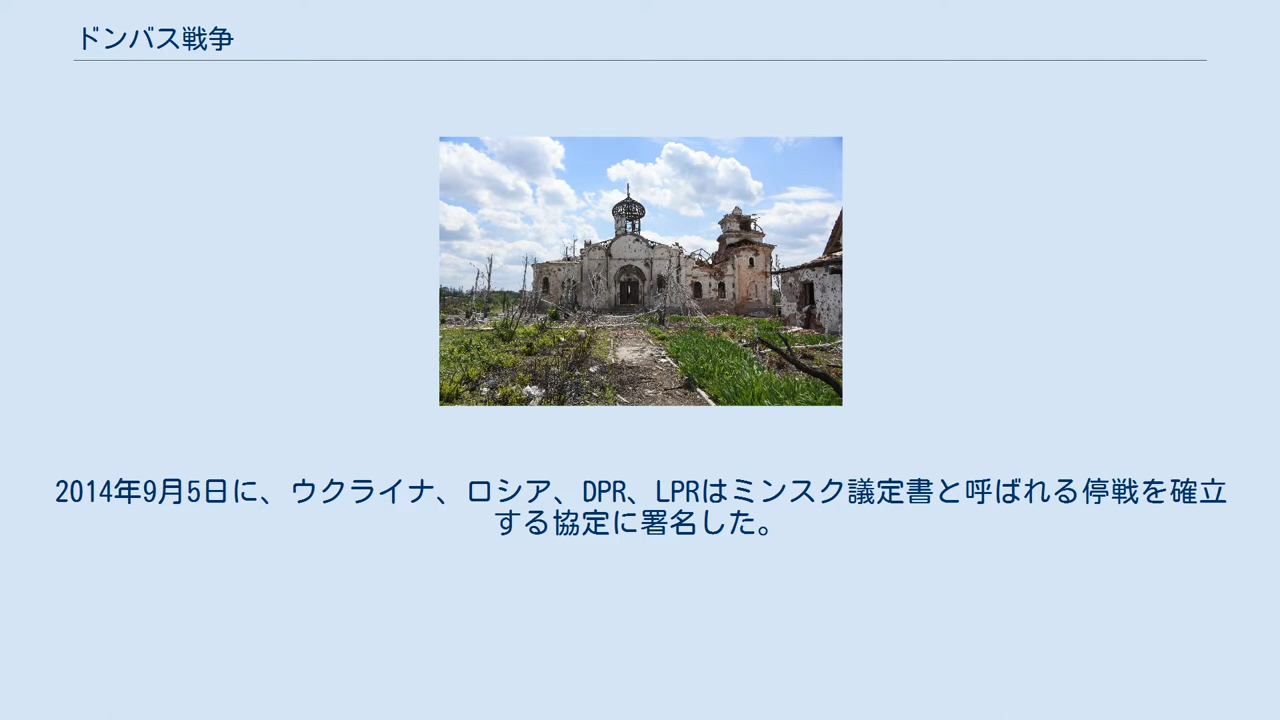 ドンバス戦争
2014年9月5日に、ウクライナ、ロシア、DPR、LPRはミンスク議定書と呼ばれる停戦を確立
する協定に署名した。